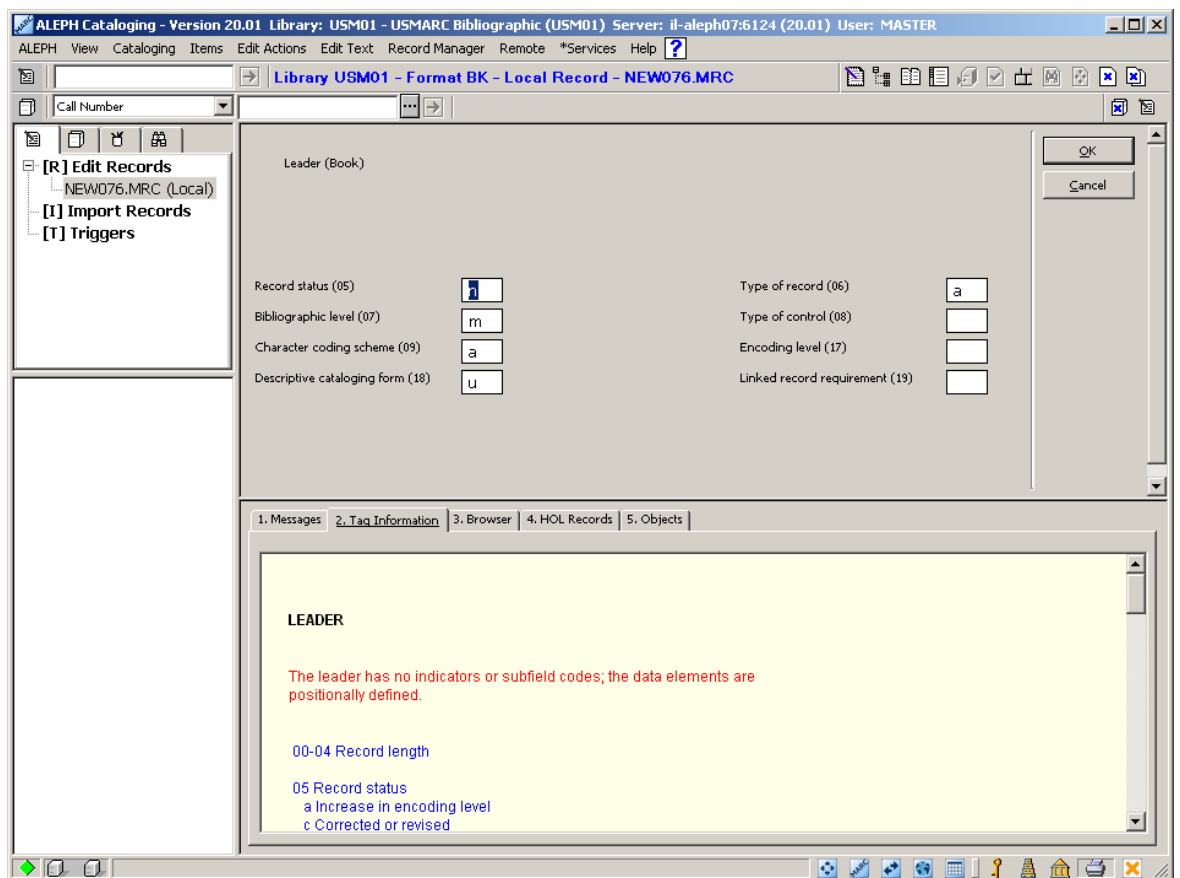 ALEPH Cataloging - Version 20.01 Library: USM01 - USMARC Bibliographic (USM01) Server: il-aleph07:6124 (20.01) User: MASTER
ALEPH View Cataloging Items Edit Actions Edit Text Record Manager Remote *Services Help ?
Library USM01 - Format BK - Local Record - NEW076.MRC
Call Number ...
[R] Edit Records
NEW076.MRC (Local)
[I] Import Records
[T] Triggers
Leader (Book)
OK
Cancel
Record status (05) n Type of record (06) a
Bibliographic level (07) m Type of control (08)
Character coding scheme (09) a Encoding level (17)
Descriptive cataloging form (18) u Linked record requirement (19)
1. Messages 2. Tag Information 3. Browser 4. HOL Records 5. Objects
LEADER
The leader has no indicators or subfield codes; the data elements are
positionally defined.
00-04 Record length
05 Record status
a Increase in encoding level
c Corrected or revised